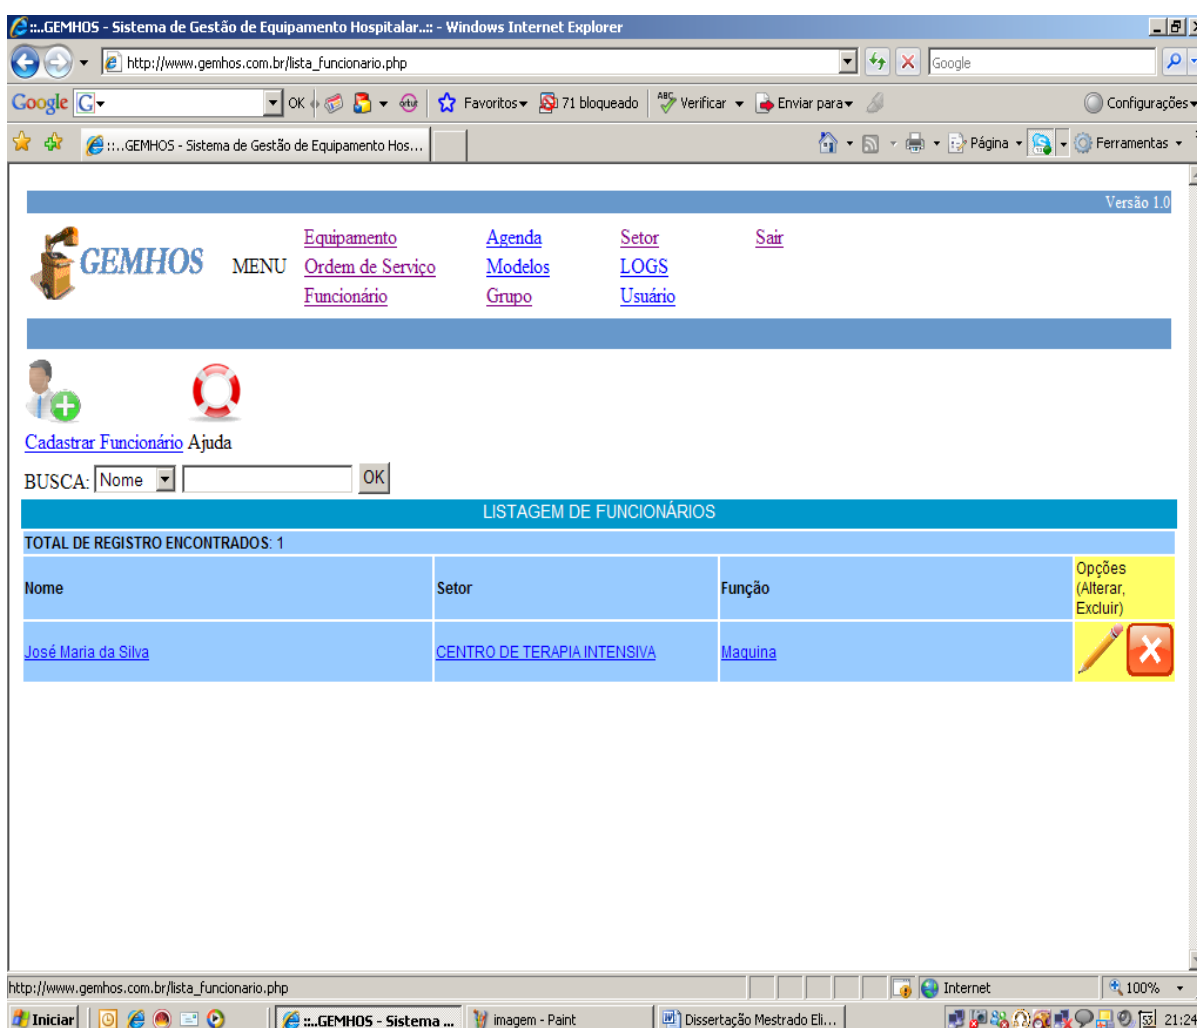 ::..GEMHOS - Sistema de Gestão de Equipamento Hospitalar..:: - Windows Internet Explorer
http://www.gemhos.com.br/lista_funcionario.php
Google
Google G OK Favoritos 71 bloqueado Verificar Enviar para Configurações
::..GEMHOS - Sistema de Gestão de Equipamento Hos... Página Ferramentas
Versão 1.0
GEMHOS
MENU
Equipamento Agenda Setor Sair
Ordem de Serviço Modelos LOGS
Funcionário Grupo Usuário
Cadastrar Funcionário Ajuda
BUSCA: Nome OK
LISTAGEM DE FUNCIONÁRIOS
TOTAL DE REGISTRO ENCONTRADOS: 1
Nome Setor Função Opções (Alterar, Excluir)
José Maria da Silva CENTRO DE TERAPIA INTENSIVA Maquina
http://www.gemhos.com.br/lista_funcionario.php Internet 100%
Iniciar ::..GEMHOS - Sistema ... imagem - Paint Dissertação Mestrado Eli... 21:24